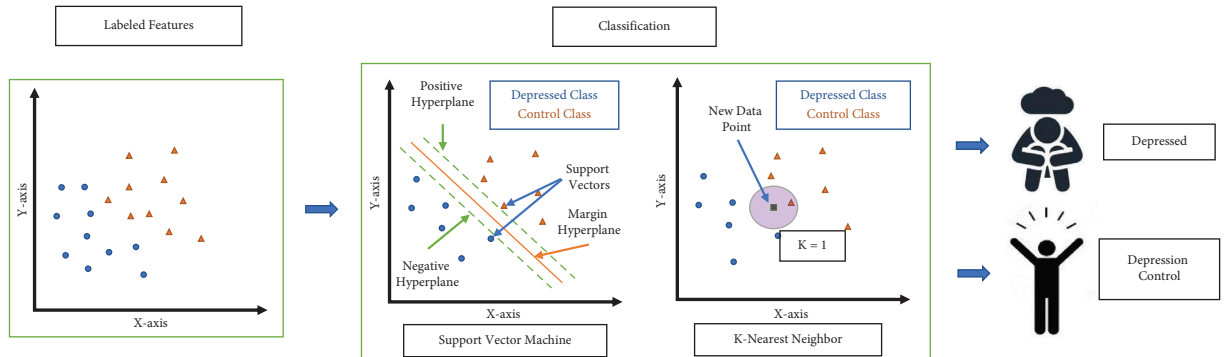 Labeled Features
Classification
Y-axis
X-axis
Positive
Hyperplane
Depressed Class
Control Class
Support
Vectors
Margin
Hyperplane
Negative
Hyperplane
Y-axis
X-axis
Support Vector Machine
New Data
Point
Depressed Class
Control Class
K = 1
Y-axis
X-axis
K-Nearest Neighbor
Depressed
Depression
Control